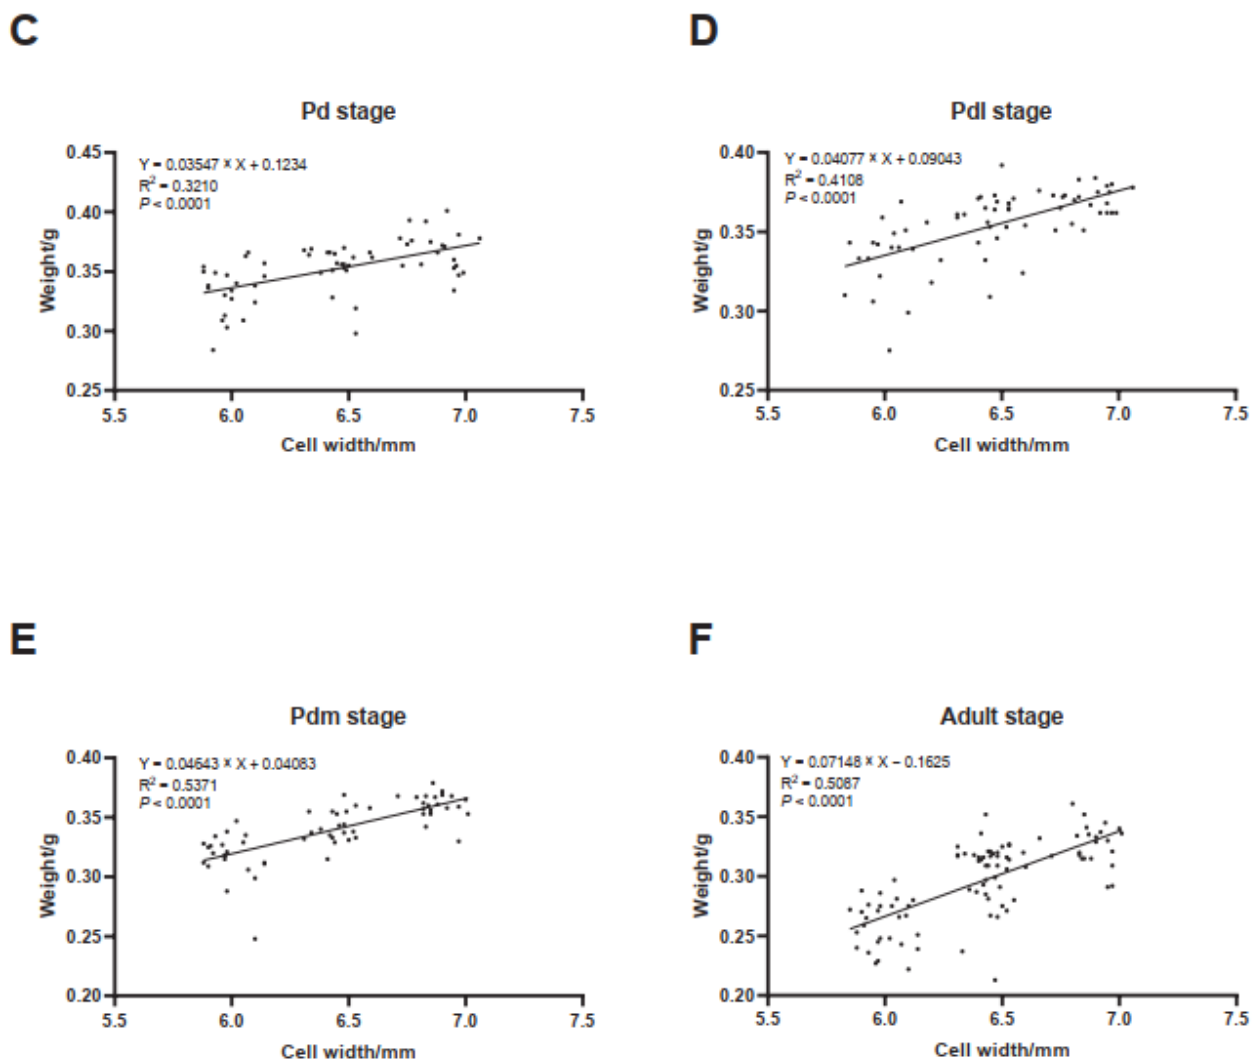 C
Pd stage
Y = 0.03547 × X + 0.1234
R² = 0.3210
P < 0.0001
0.45
0.40
0.35
0.30
0.25
Weight/g
5.5 6.0 6.5 7.0 7.5
Cell width/mm
D
Pdl stage
Y = 0.04077 × X + 0.09043
R² = 0.4108
P < 0.0001
0.40
0.35
0.30
0.25
Weight/g
5.5 6.0 6.5 7.0 7.5
Cell width/mm
E
Pdm stage
Y = 0.04643 × X + 0.04083
R² = 0.5371
P < 0.0001
0.40
0.35
0.30
0.25
0.20
Weight/g
5.5 6.0 6.5 7.0 7.5
Cell width/mm
F
Adult stage
Y = 0.07148 × X − 0.1625
R² = 0.5087
P < 0.0001
0.40
0.35
0.30
0.25
0.20
Weight/g
5.5 6.0 6.5 7.0 7.5
Cell width/mm